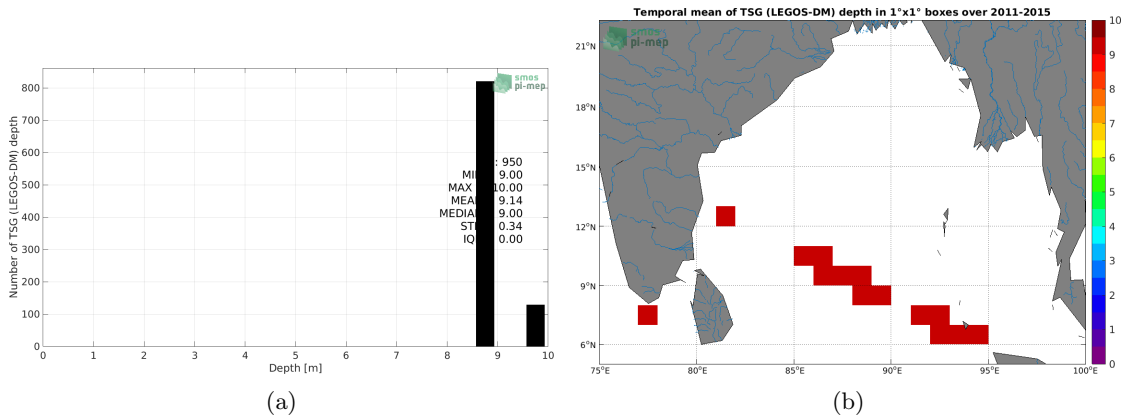 Temporal mean of TSG (LEGOS-DM) depth in 1°x1° boxes over 2011-2015
smos
pi-mep
Number of TSG (LEGOS-DM) depth
800
700
600
500
400
300
200
100
0
: 950
MI 9.00
MAX 10.00
MEA 9.14
MEDIA 9.00
ST 0.34
IQ 0.00
0 1 2 3 4 5 6 7 8 9 10
Depth [m]
(a)
smos
pi-mep
21°N
18°N
15°N
12°N
9°N
6°N
75°E 80°E 85°E 90°E 95°E 100°E
10
9
8
7
6
5
4
3
2
1
0
(b)